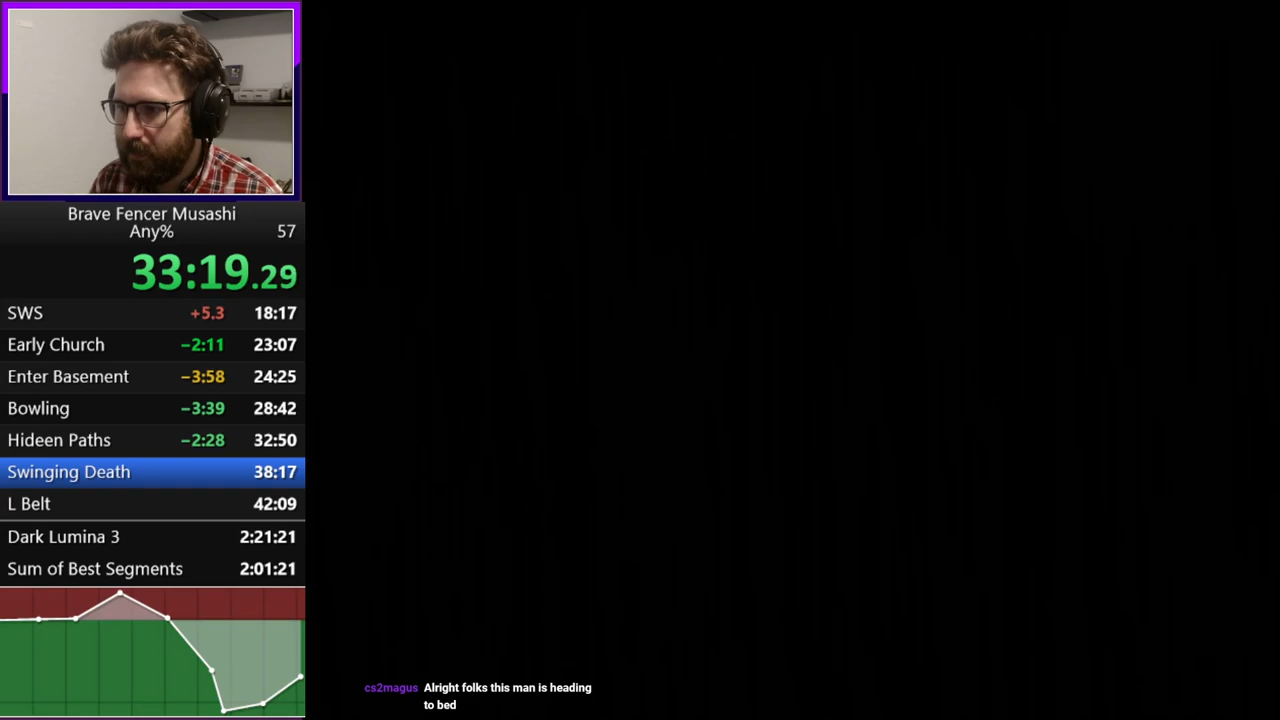 Brave Fencer Musashi
Any% 57
33:19.29
SWS +5.3 18:17
Early Church −2:11 23:07
Enter Basement −3:58 24:25
Bowling −3:39 28:42
Hideen Paths −2:28 32:50
Swinging Death 38:17
L Belt 42:09
Dark Lumina 3 2:21:21
Sum of Best Segments 2:01:21
cs2magus Alright folks this man is heading
to bed